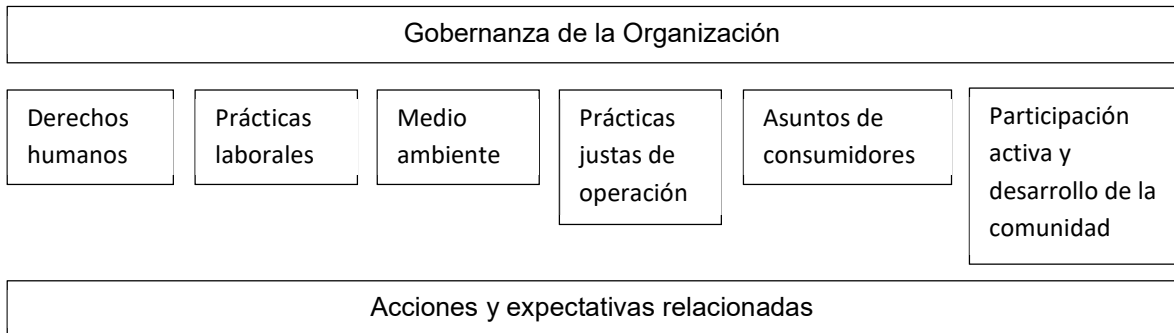 Gobernanza de la Organización
Derechos
humanos
Prácticas
laborales
Medio
ambiente
Prácticas
justas de
operación
Asuntos de
consumidores
Participación
activa y
desarrollo de la
comunidad
Acciones y expectativas relacionadas